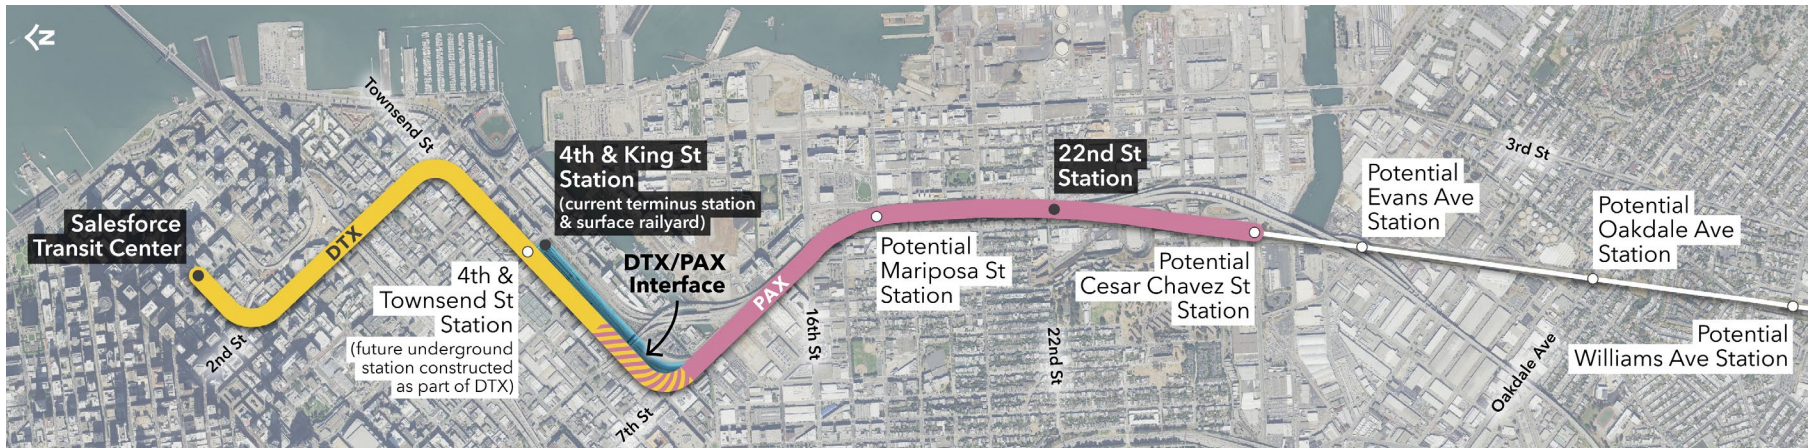 N
Townsend St
Salesforce
Transit Center
DTX
2nd St
4th &
Townsend St
Station
(future underground
station constructed
as part of DTX)
4th & King St
Station
(current terminus station
& surface railyard)
DTX/PAX
Interface
7th St
PAX
16th St
Potential
Mariposa St
Station
22nd St
Station
22nd St
Potential
Cesar Chavez St
Station
Potential
Evans Ave
Station
3rd St
Potential
Oakdale Ave
Station
Oakdale Ave
Potential
Williams Ave Station